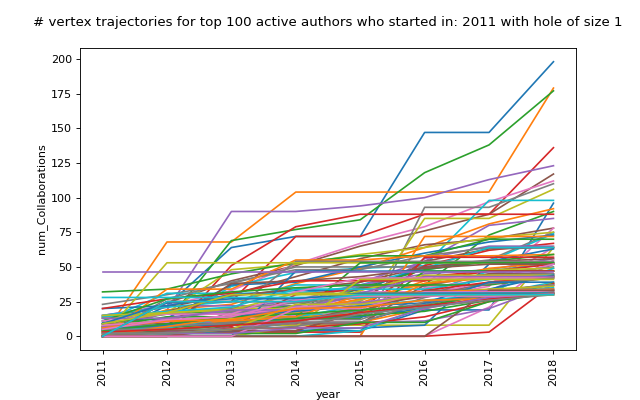 # vertex trajectories for top 100 active authors who started in: 2011 with hole of size 1
200
175
150
125
100
75
50
25
0
num_Collaborations
2011 2012 2013 2014 2015 2016 2017 2018
year